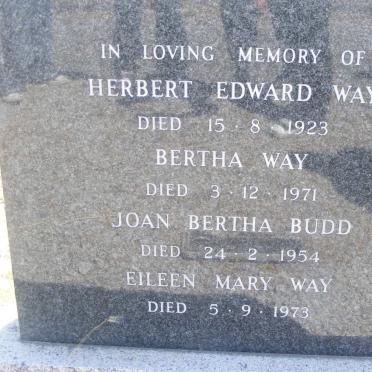 IN LOVING MEMORY OF
HERBERT EDWARD WAY
DIED 15·8·1923
BERTHA WAY
DIED 3·12·1971
JOAN BERTHA BUDD
DIED 24·2·1954
EILEEN MARY WAY
DIED 5·9·1973